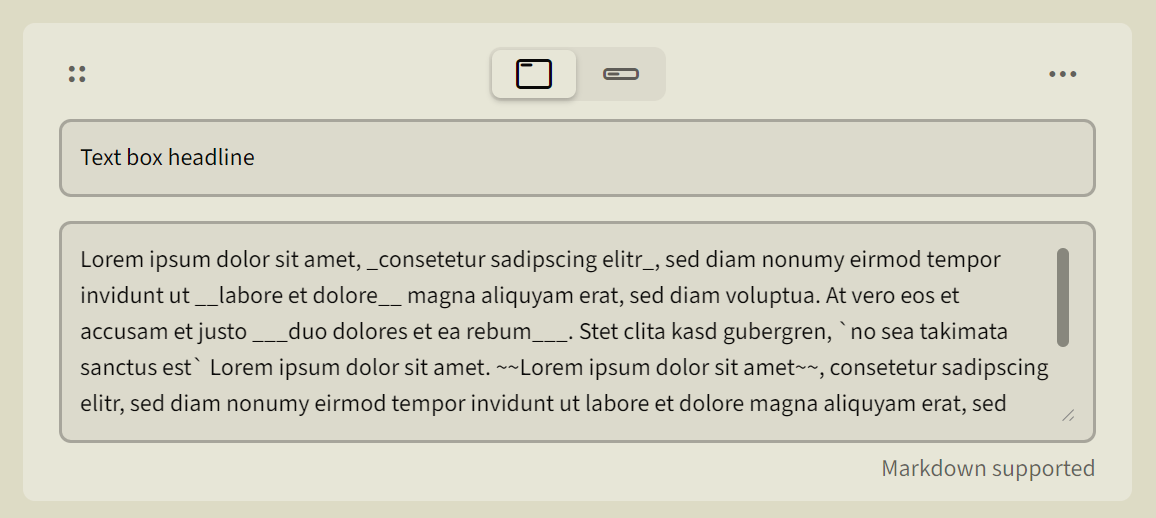 Text box headline
Lorem ipsum dolor sit amet, _consetetur sadipscing elitr_, sed diam nonumy eirmod tempor
invidunt ut __labore et dolore__ magna aliquyam erat, sed diam voluptua. At vero eos et
accusam et justo ___duo dolores et ea rebum___. Stet clita kasd gubergren, `no sea takimata
sanctus est` Lorem ipsum dolor sit amet. ~~Lorem ipsum dolor sit amet~~, consetetur sadipscing
elitr, sed diam nonumy eirmod tempor invidunt ut labore et dolore magna aliquyam erat, sed
Markdown supported